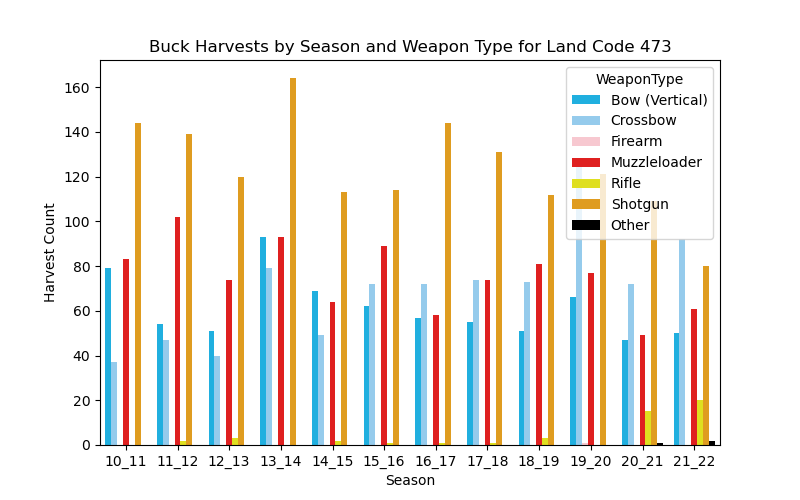 Buck Harvests by Season and Weapon Type for Land Code 473
WeaponType
Bow (Vertical)
Crossbow
Firearm
Muzzleloader
Rifle
Shotgun
Other
Harvest Count
160
140
120
100
80
60
40
20
0
10_11 11_12 12_13 13_14 14_15 15_16 16_17 17_18 18_19 19_20 20_21 21_22
Season